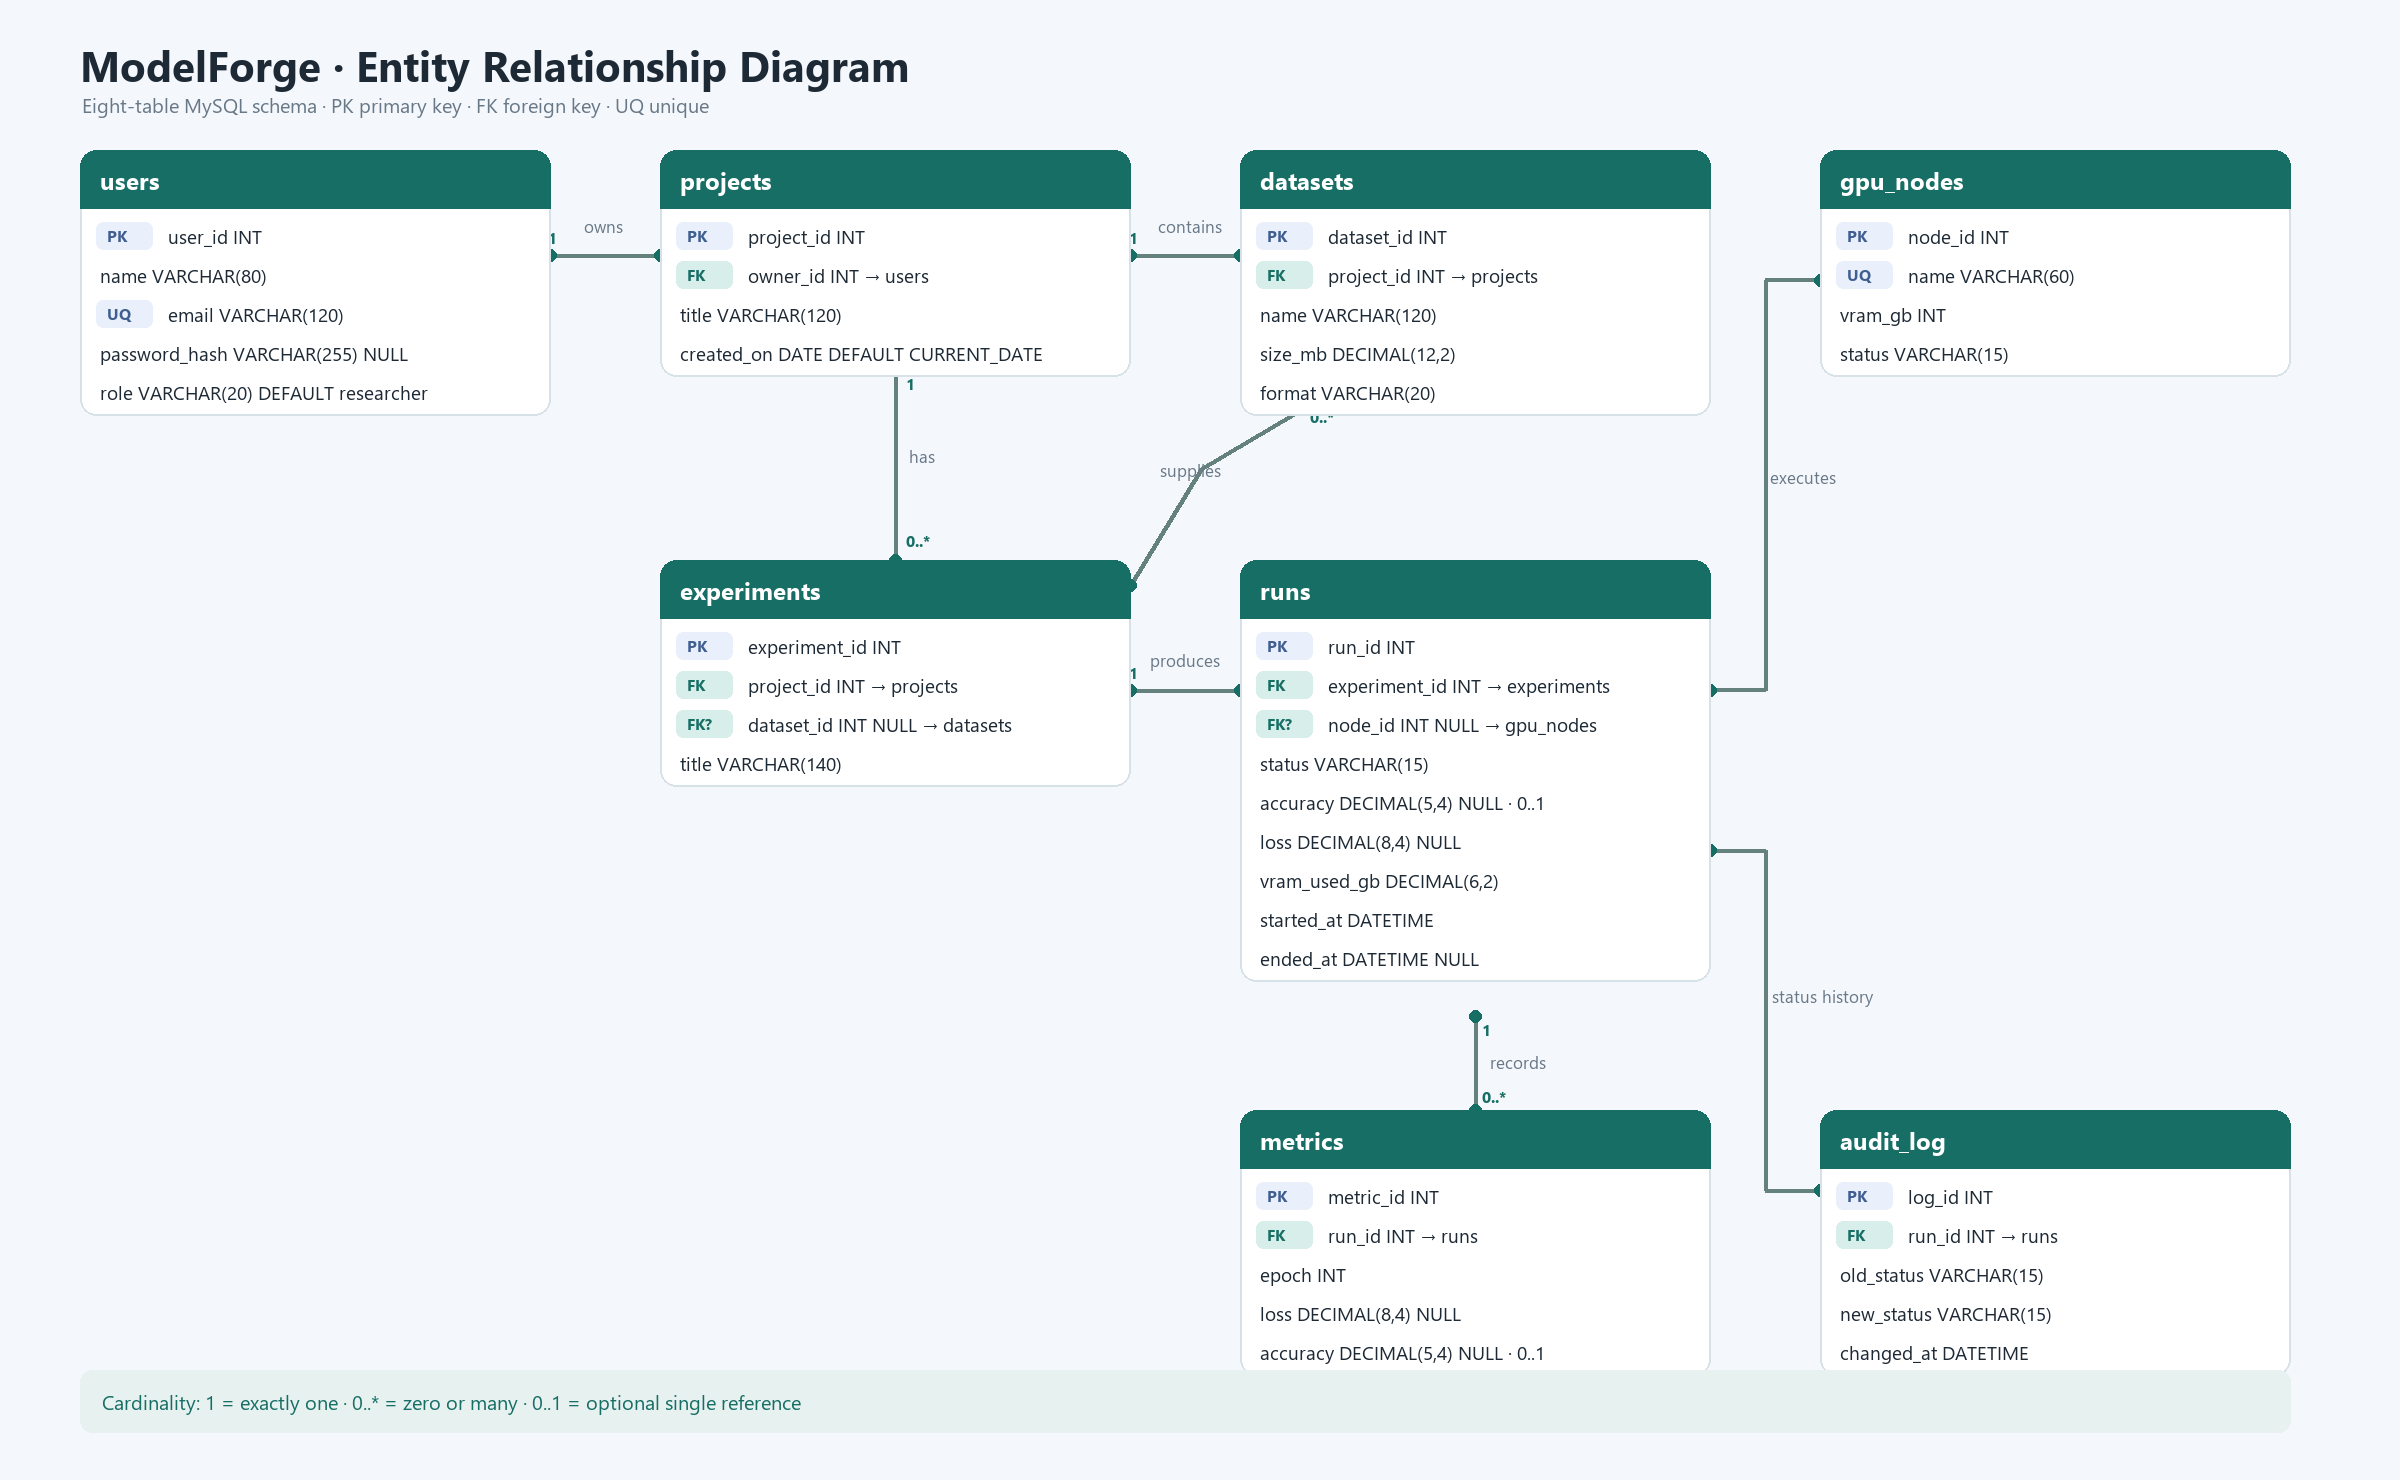 ModelForge · Entity Relationship Diagram
Eight-table MySQL schema · PK primary key · FK foreign key · UQ unique
users
PK user_id INT
name VARCHAR(80)
UQ email VARCHAR(120)
password_hash VARCHAR(255) NULL
role VARCHAR(20) DEFAULT researcher
1
owns
projects
PK project_id INT
FK owner_id INT → users
title VARCHAR(120)
created_on DATE DEFAULT CURRENT_DATE
1
contains
datasets
PK dataset_id INT
FK project_id INT → projects
name VARCHAR(120)
size_mb DECIMAL(12,2)
format VARCHAR(20)
gpu_nodes
PK node_id INT
UQ name VARCHAR(60)
vram_gb INT
status VARCHAR(15)
1
has
0..*
0..*
supplies
executes
experiments
PK experiment_id INT
FK project_id INT → projects
FK? dataset_id INT NULL → datasets
title VARCHAR(140)
1
produces
runs
PK run_id INT
FK experiment_id INT → experiments
FK? node_id INT NULL → gpu_nodes
status VARCHAR(15)
accuracy DECIMAL(5,4) NULL · 0..1
loss DECIMAL(8,4) NULL
vram_used_gb DECIMAL(6,2)
started_at DATETIME
ended_at DATETIME NULL
status history
1
records
0..*
metrics
PK metric_id INT
FK run_id INT → runs
epoch INT
loss DECIMAL(8,4) NULL
accuracy DECIMAL(5,4) NULL · 0..1
audit_log
PK log_id INT
FK run_id INT → runs
old_status VARCHAR(15)
new_status VARCHAR(15)
changed_at DATETIME
Cardinality: 1 = exactly one · 0..* = zero or many · 0..1 = optional single reference